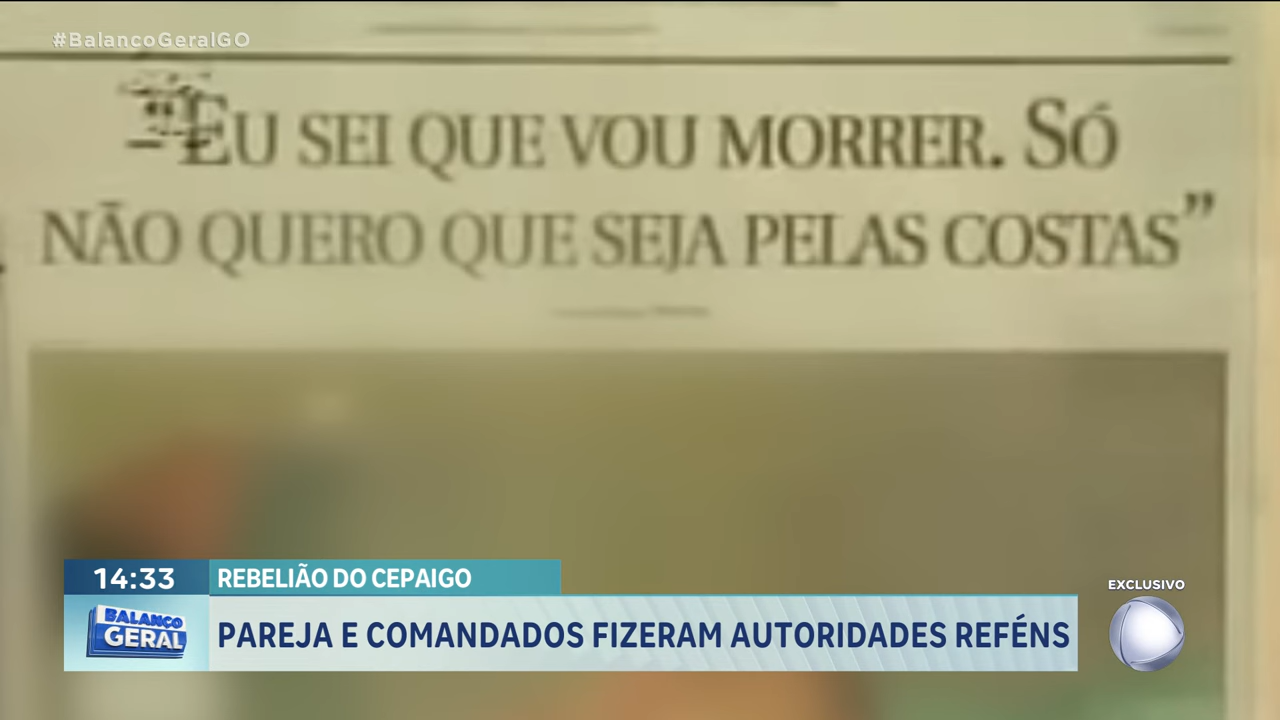 #BalancoGeralGO
“EU SEI QUE VOU MORRER. SÓ
NÃO QUERO QUE SEJA PELAS COSTAS”
14:33
REBELIÃO DO CEPAIGO
EXCLUSIVO
BALANÇO
GERAL
PAREJA E COMANDADOS FIZERAM AUTORIDADES REFÉNS